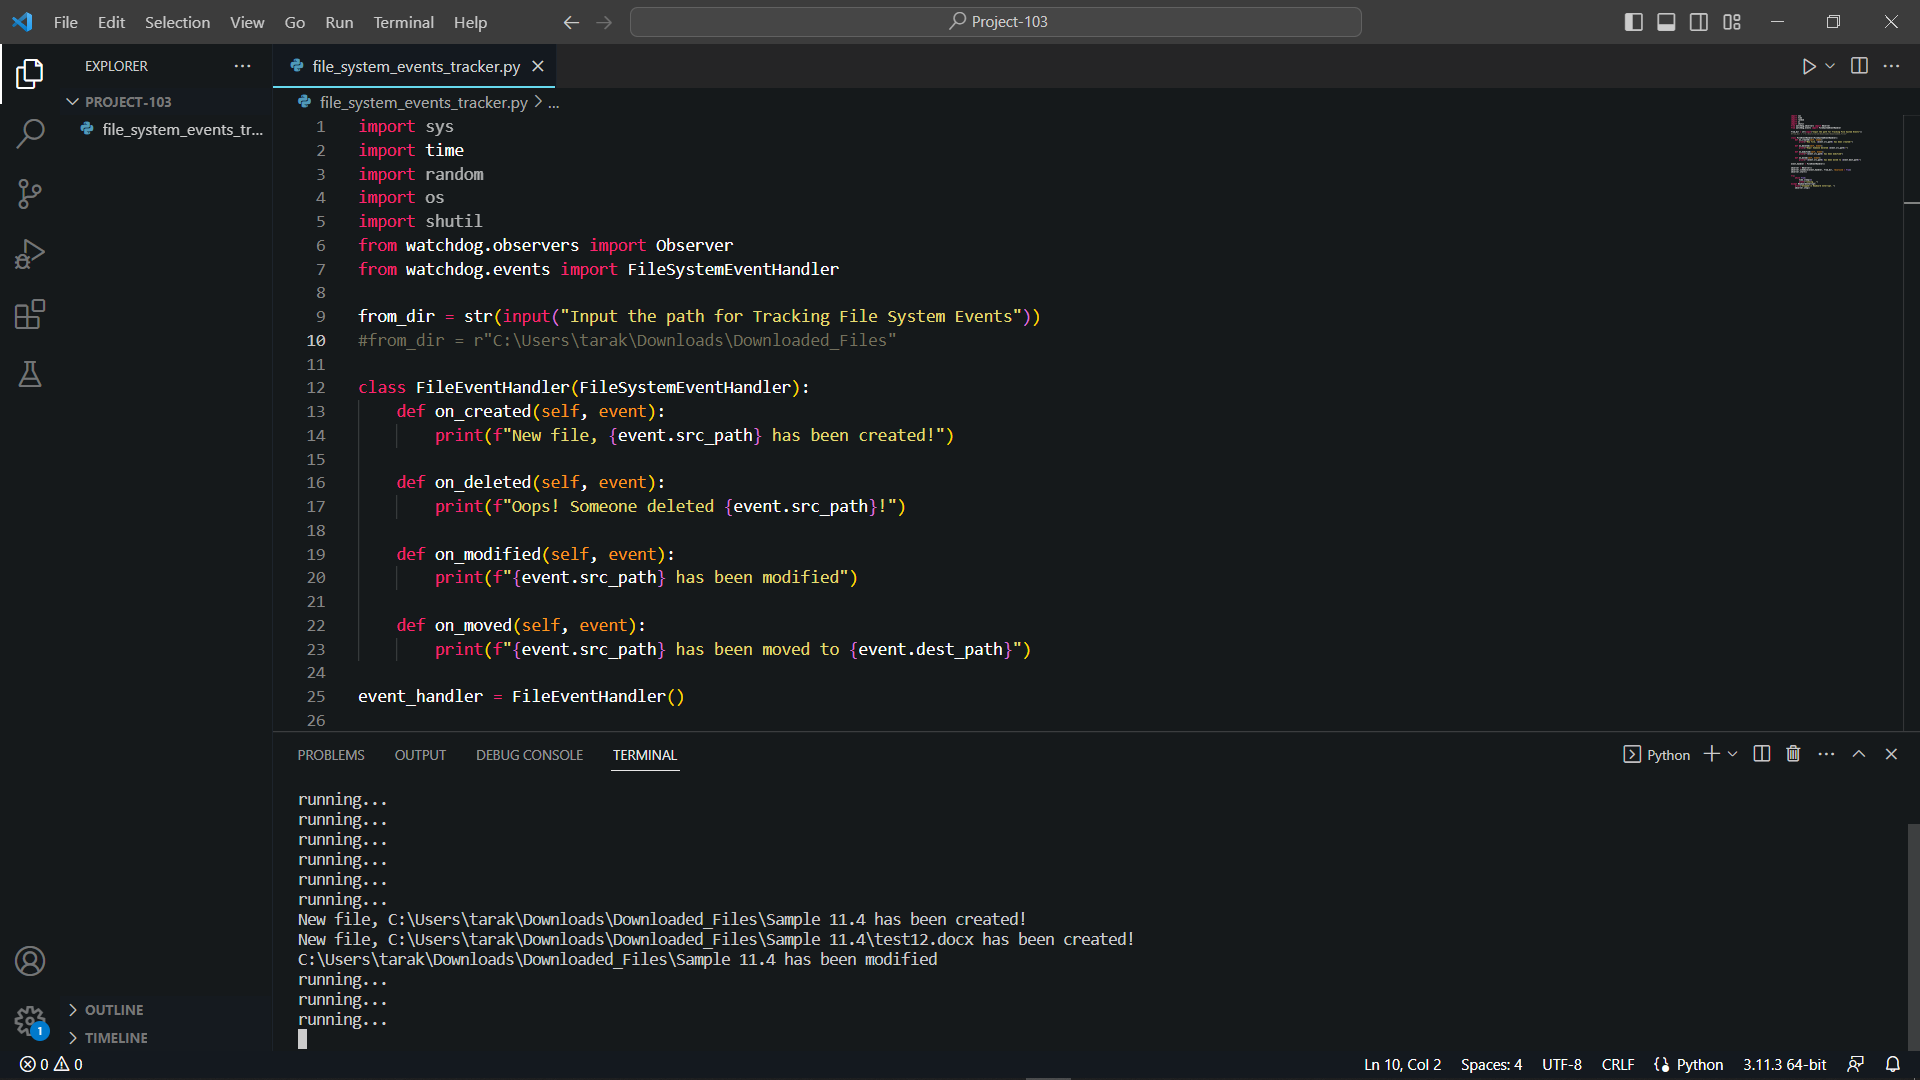 File Edit Selection View Go Run Terminal Help
Project-103
EXPLORER
PROJECT-103
file_system_events_tr...
file_system_events_tracker.py
file_system_events_tracker.py > ...
1 import sys
2 import time
3 import random
4 import os
5 import shutil
6 from watchdog.observers import Observer
7 from watchdog.events import FileSystemEventHandler
8
9 from_dir = str(input("Input the path for Tracking File System Events"))
10 #from_dir = r"C:\Users\tarak\Downloads\Downloaded_Files"
11
12 class FileEventHandler(FileSystemEventHandler):
13     def on_created(self, event):
14         print(f"New file, {event.src_path} has been created!")
15
16     def on_deleted(self, event):
17         print(f"Oops! Someone deleted {event.src_path}!")
18
19     def on_modified(self, event):
20         print(f"{event.src_path} has been modified")
21
22     def on_moved(self, event):
23         print(f"{event.src_path} has been moved to {event.dest_path}")
24
25 event_handler = FileEventHandler()
26
PROBLEMS OUTPUT DEBUG CONSOLE TERMINAL
Python
running...
running...
running...
running...
running...
running...
New file, C:\Users\tarak\Downloads\Downloaded_Files\Sample 11.4 has been created!
New file, C:\Users\tarak\Downloads\Downloaded_Files\Sample 11.4\test12.docx has been created!
C:\Users\tarak\Downloads\Downloaded_Files\Sample 11.4 has been modified
running...
running...
running...
OUTLINE
1
TIMELINE
0 0
Ln 10, Col 2 Spaces: 4 UTF-8 CRLF Python 3.11.3 64-bit